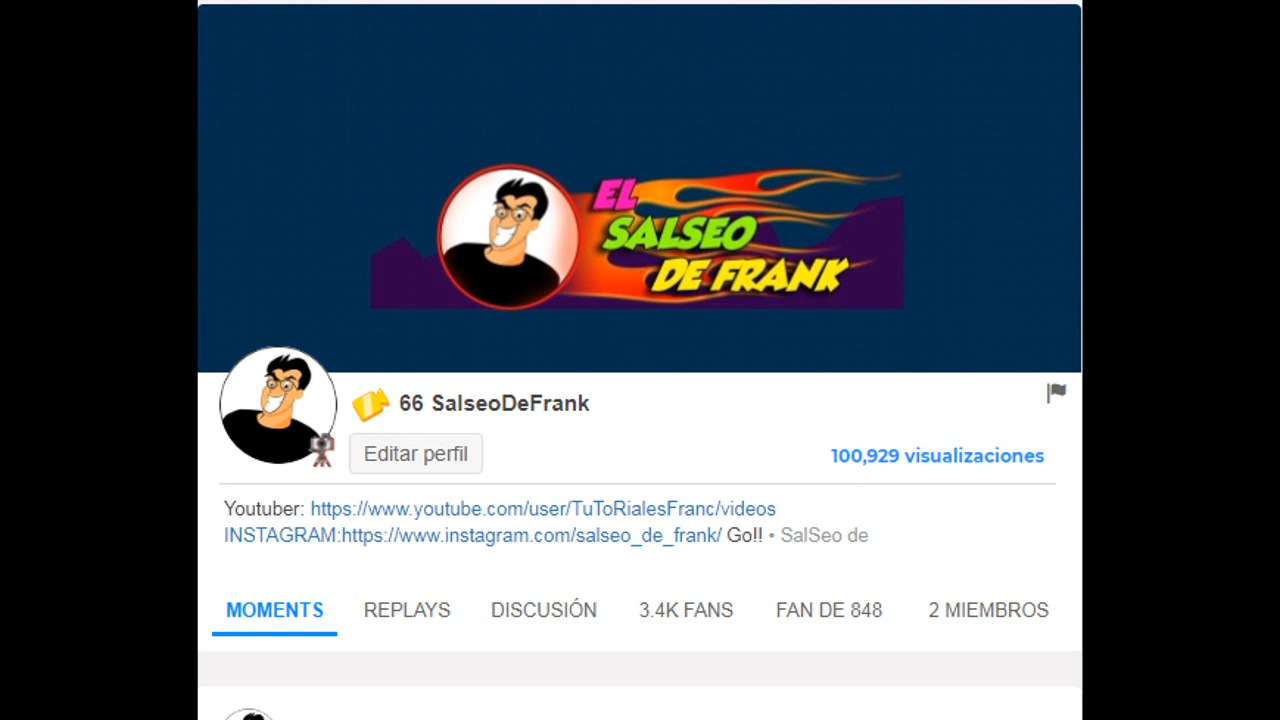 EL
SALSEO
DE FRANK
66 SalseoDeFrank
Editar perfil
100,929 visualizaciones
Youtuber: https://www.youtube.com/user/TuToRialesFranc/videos
INSTAGRAM:https://www.instagram.com/salseo_de_frank/ Go!! • SalSeo de
MOMENTS REPLAYS DISCUSIÓN 3.4K FANS FAN DE 848 2 MIEMBROS